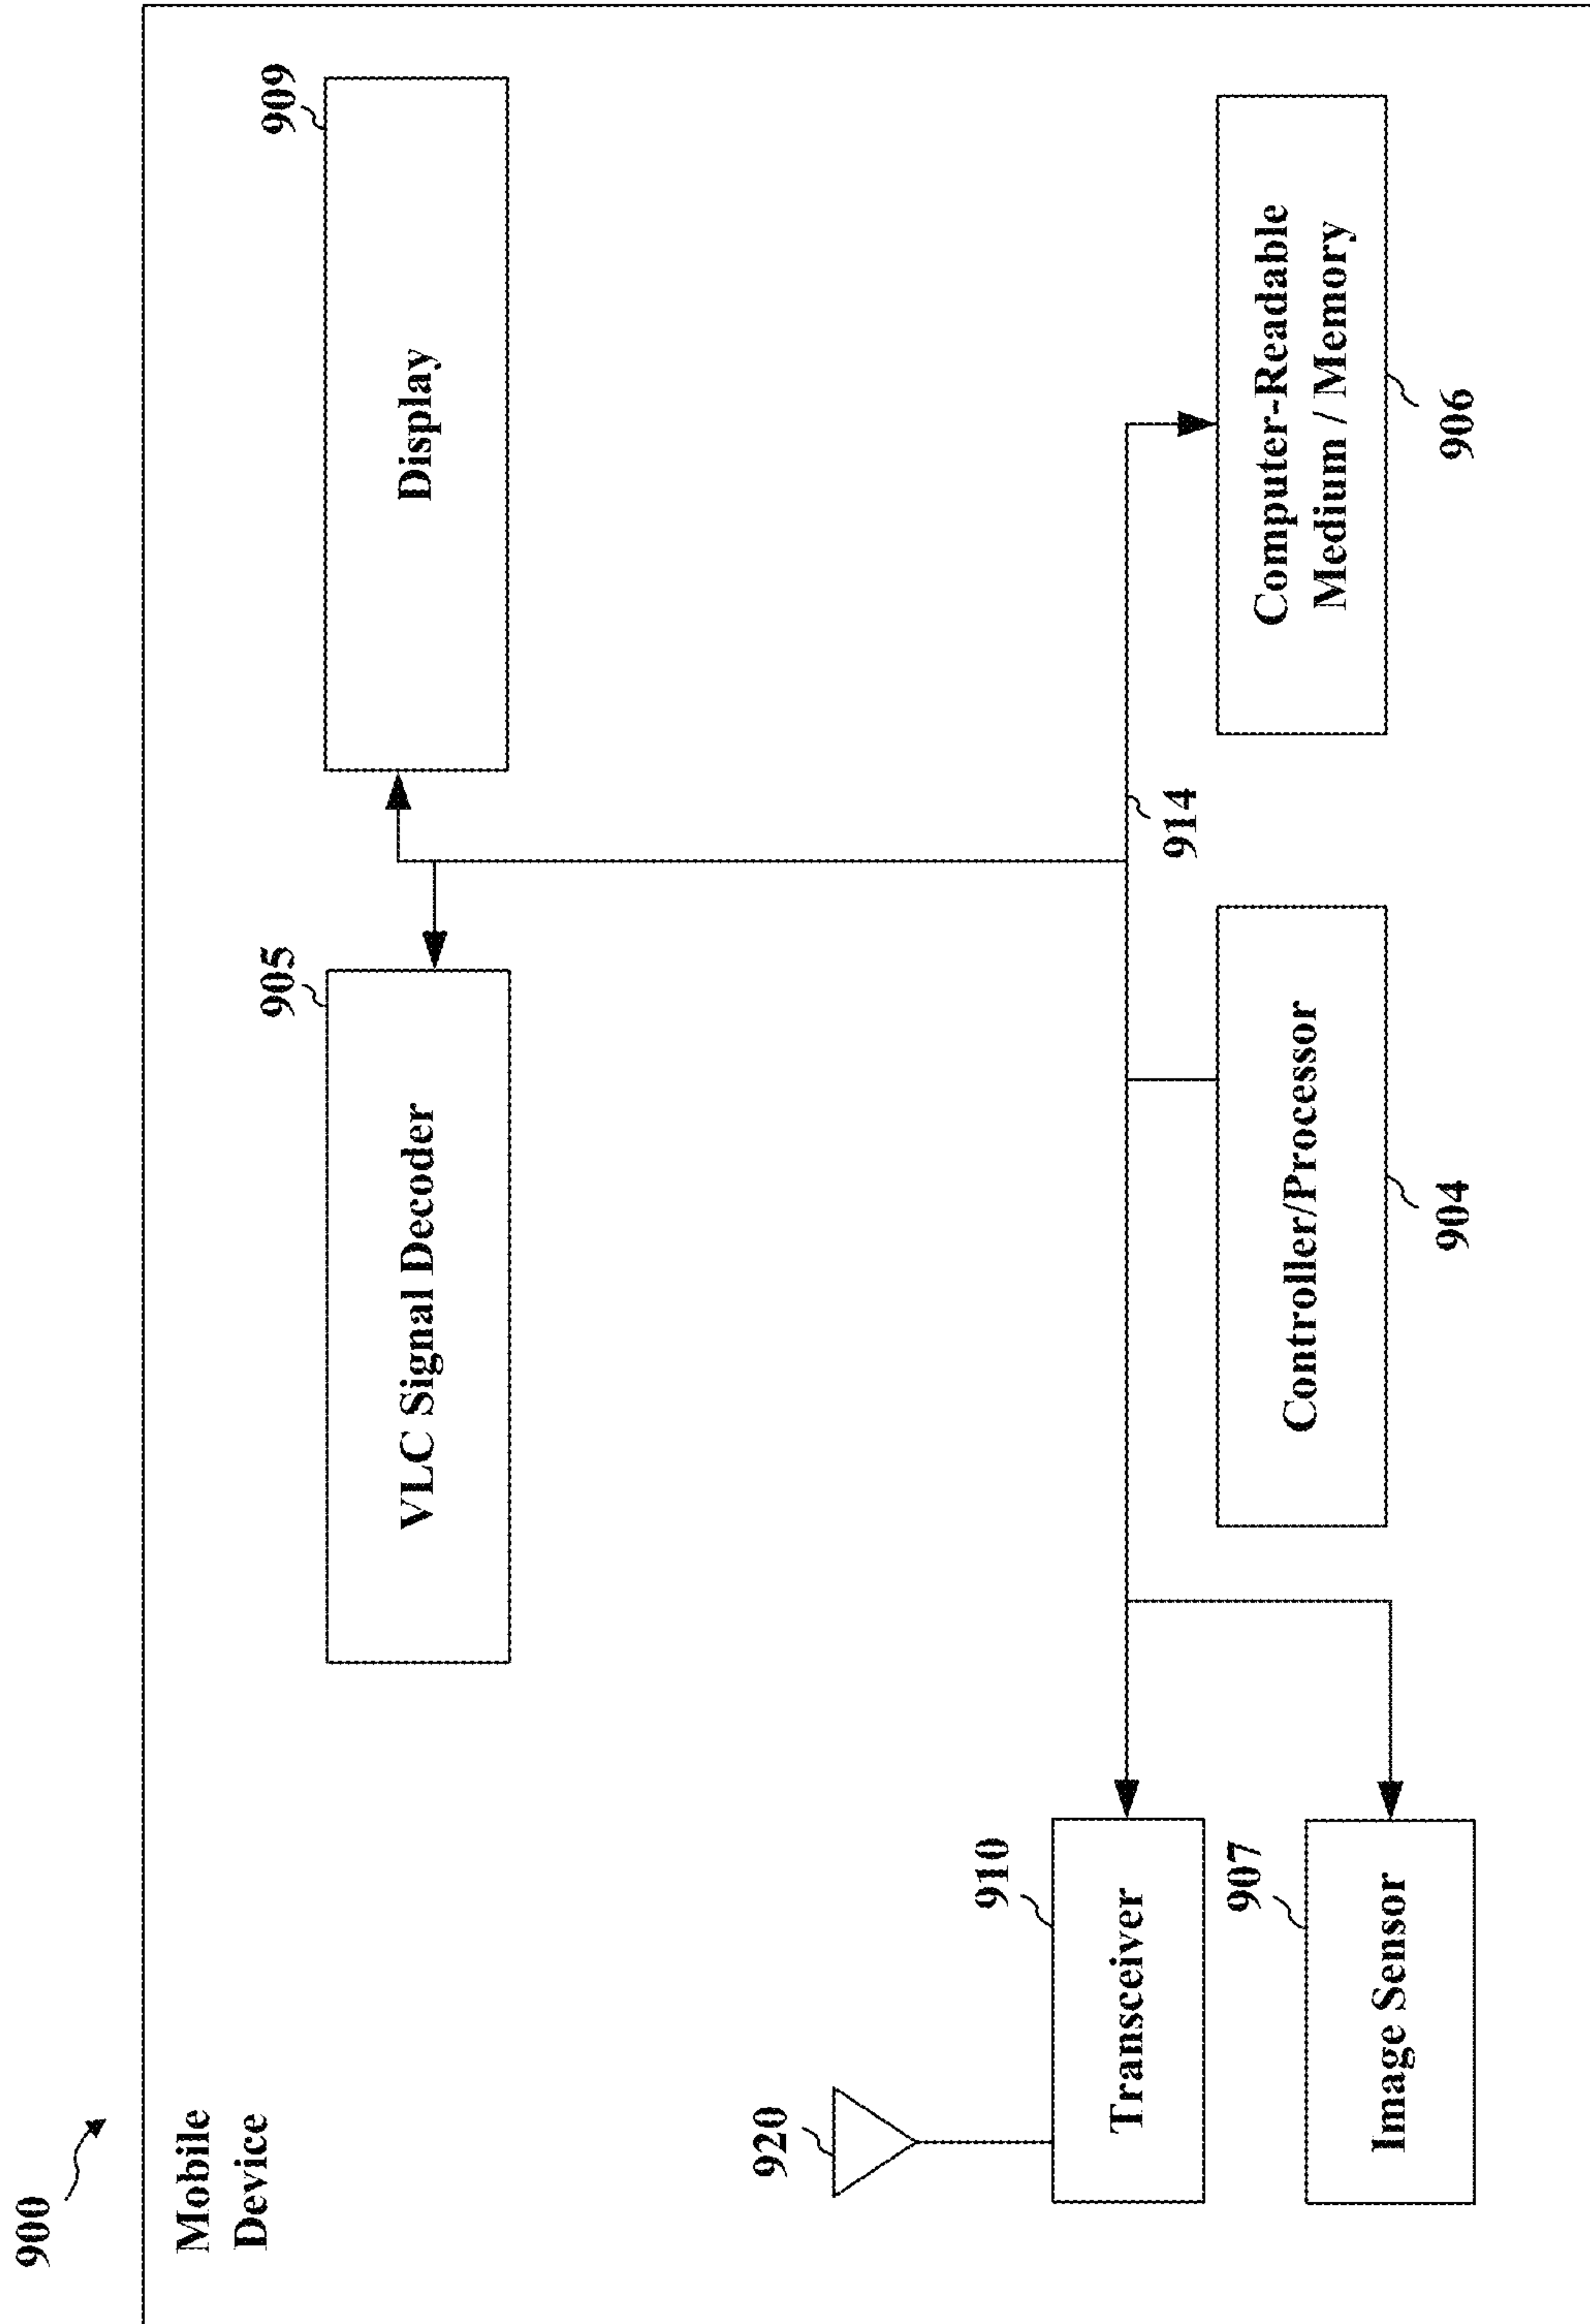 900
Mobile
Device
905
VLC Signal Decoder
909
Display
920
910
Transceiver
914
907
Image Sensor
Controller/Processor
904
Computer-Readable
Medium / Memory
906